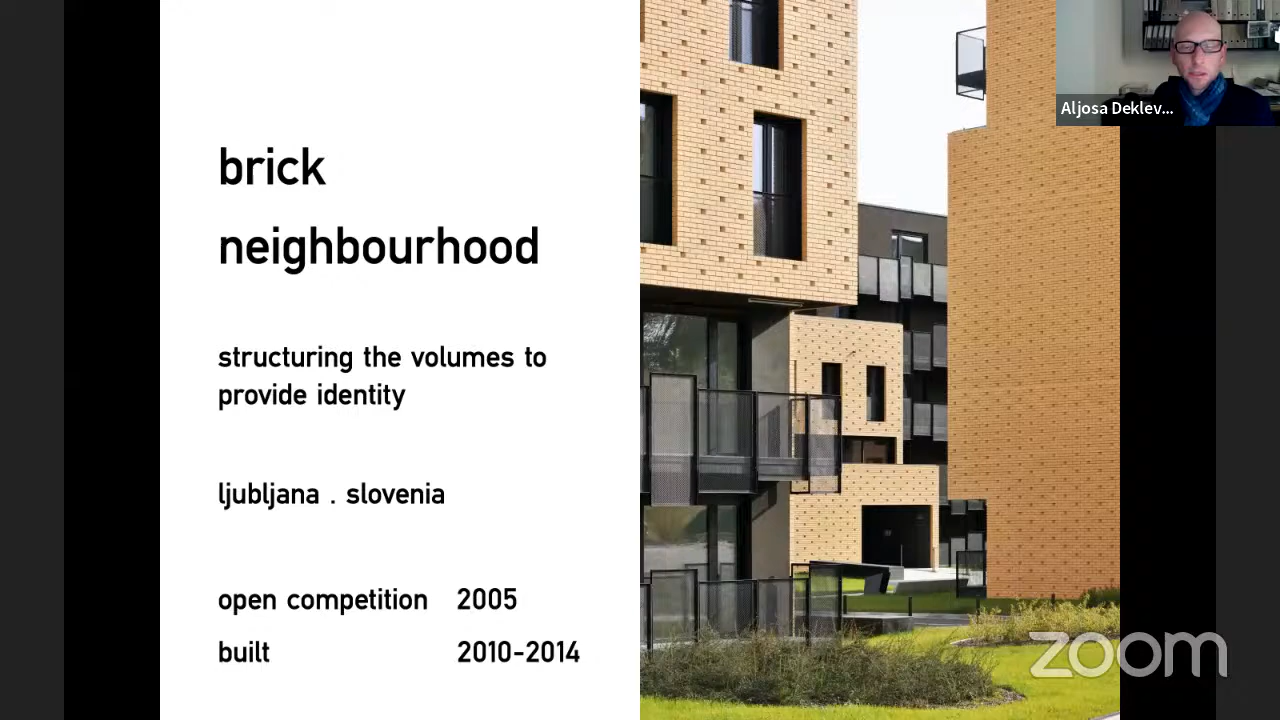 brick
neighbourhood
structuring the volumes to
provide identity
ljubljana . slovenia
open competition 2005
built 2010-2014
Aljosa Deklev...
zoom